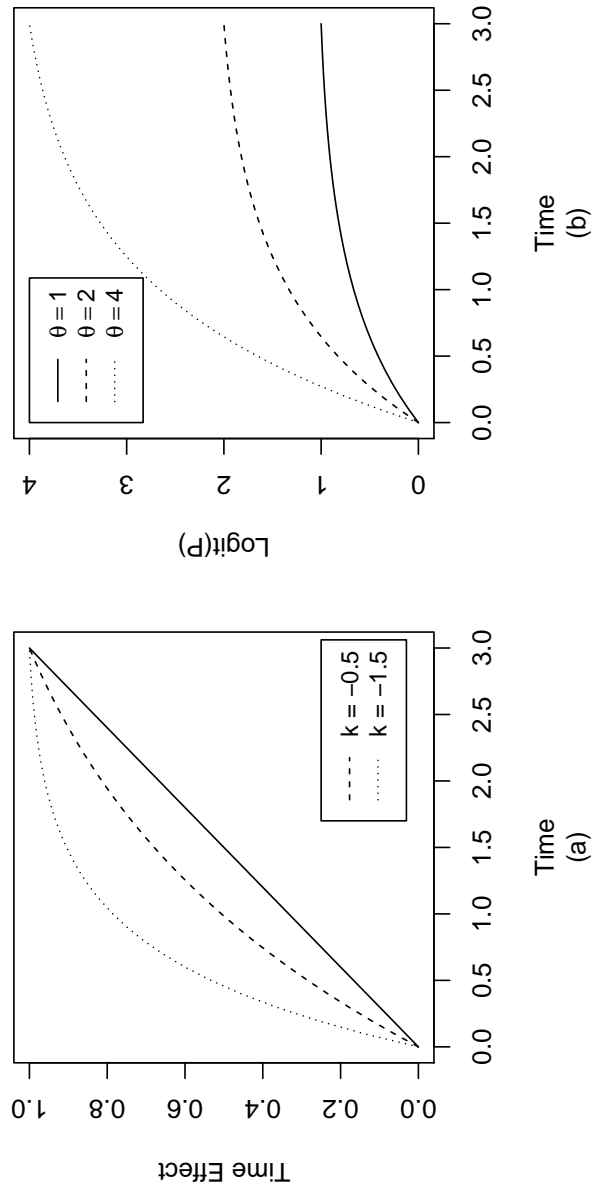 Time Effect
1.0
0.8
0.6
0.4
0.2
0.0
k = −0.5
k = −1.5
0.0 0.5 1.0 1.5 2.0 2.5 3.0
Time
(a)
Logit(P)
4
3
2
1
0
θ = 1
θ = 2
θ = 4
0.0 0.5 1.0 1.5 2.0 2.5 3.0
Time
(b)